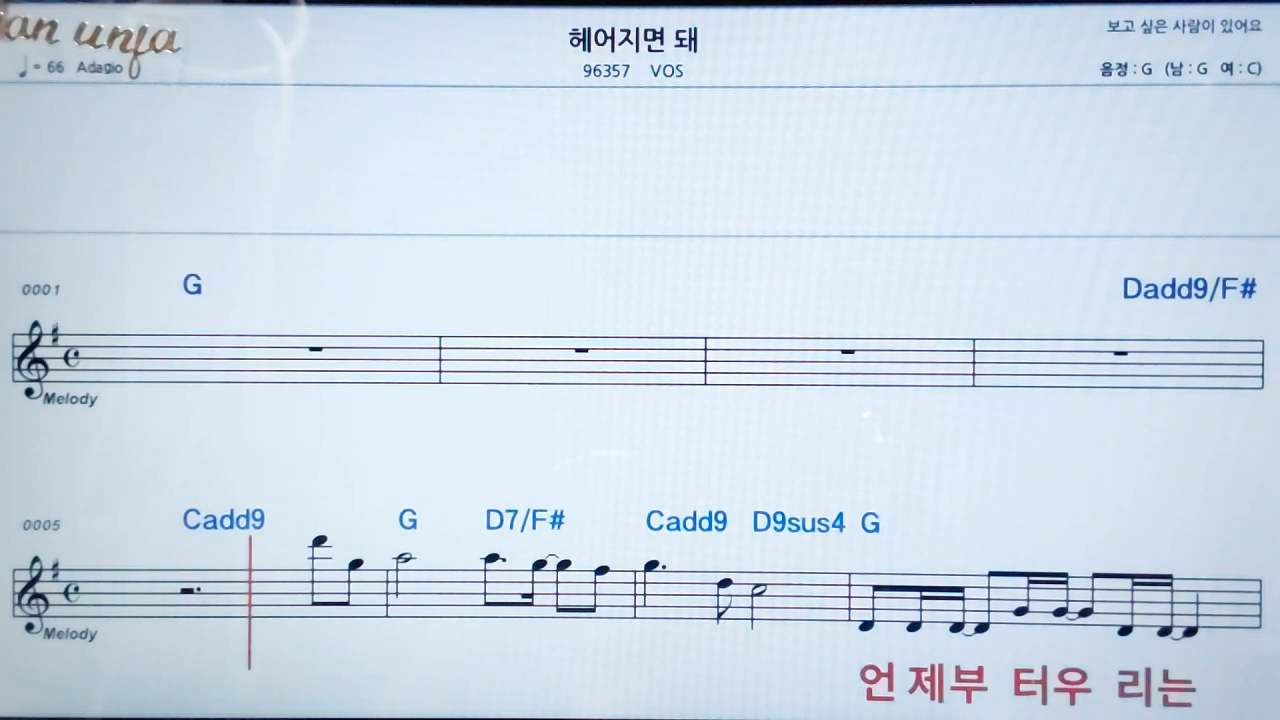 an unja
♩= 66 Adagio
헤어지면 돼
96357 VOS
보고 싶은 사람이 있어요
음정 : G (남 : G 여 : C)
0001 G Dadd9/F#
Melody
0005 Cadd9 G D7/F# Cadd9 D9sus4 G
Melody
언 제부 터우 리는